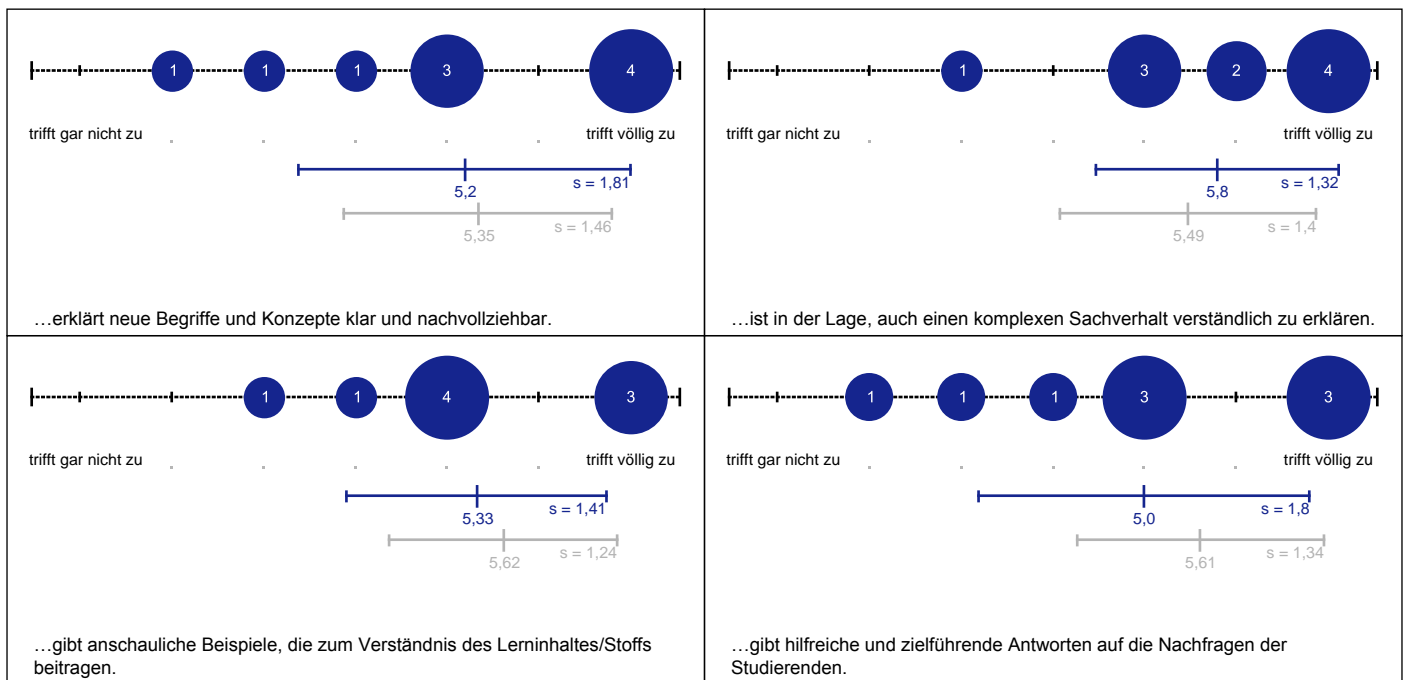 1 1 1 3 4
trifft gar nicht zu trifft völlig zu
5,2 s = 1,81
5,35 s = 1,46
…erklärt neue Begriffe und Konzepte klar und nachvollziehbar.
1 3 2 4
trifft gar nicht zu trifft völlig zu
5,8 s = 1,32
5,49 s = 1,4
…ist in der Lage, auch einen komplexen Sachverhalt verständlich zu erklären.
1 1 4 3
trifft gar nicht zu trifft völlig zu
5,33 s = 1,41
5,62 s = 1,24
…gibt anschauliche Beispiele, die zum Verständnis des Lerninhaltes/Stoffs
beitragen.
1 1 1 3 3
trifft gar nicht zu trifft völlig zu
5,0 s = 1,8
5,61 s = 1,34
…gibt hilfreiche und zielführende Antworten auf die Nachfragen der
Studierenden.